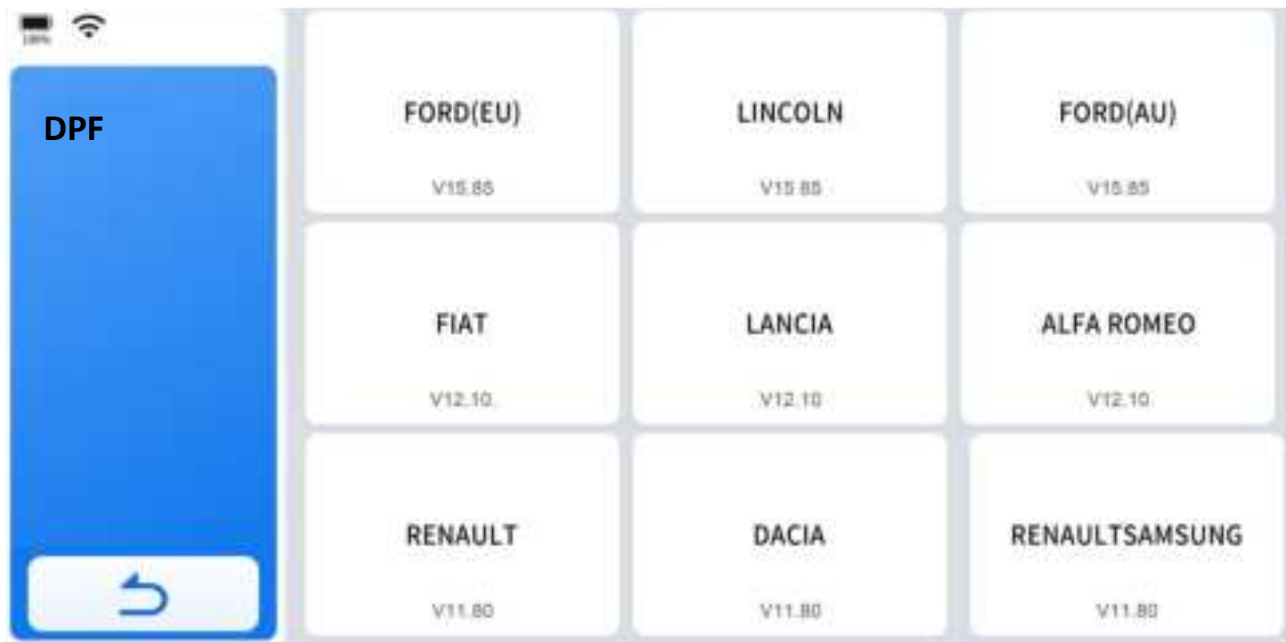 100%
DPF
FORD(EU)
V15.85
LINCOLN
V15.85
FORD(AU)
V15.85
FIAT
V12.10
LANCIA
V12.10
ALFA ROMEO
V12.10
RENAULT
V11.80
DACIA
V11.80
RENAULTSAMSUNG
V11.80